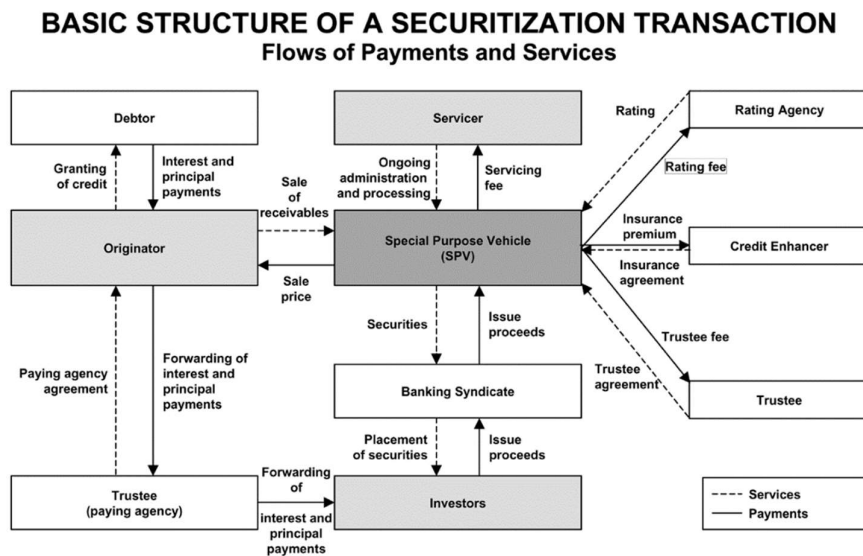 BASIC STRUCTURE OF A SECURITIZATION TRANSACTION
Flows of Payments and Services
Debtor
Servicer
Rating
Rating Agency
Granting
of credit
Interest and
principal
payments
Ongoing
administration
and processing
Servicing
fee
Rating fee
Sale
of
receivables
Originator
Special Purpose Vehicle
(SPV)
Insurance
premium
Credit Enhancer
Insurance
agreement
Sale
price
Securities
Issue
proceeds
Trustee fee
Paying agency
agreement
Forwarding of
interest and
principal
payments
Trustee
agreement
Banking Syndicate
Trustee
Placement
of securities
Issue
proceeds
Trustee
(paying agency)
Forwarding
of
interest and
principal
payments
Investors
Services
Payments